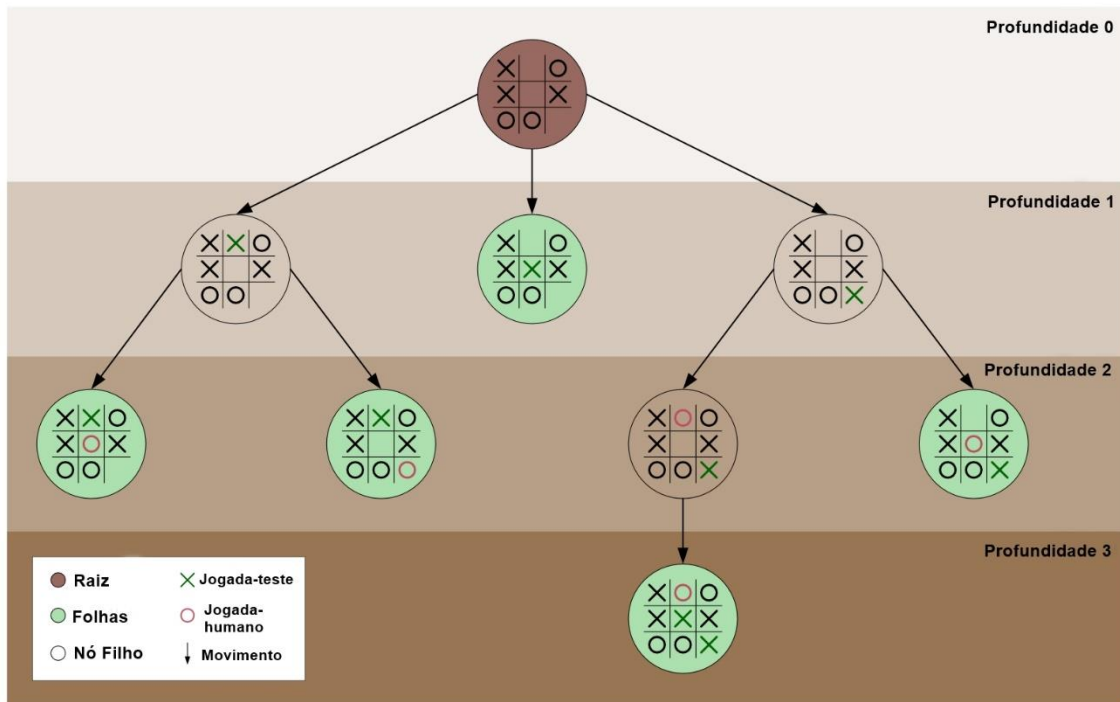 Profundidade 0
X O
X X
O O
Profundidade 1
X X O
X X
O O
X O
X X X
O O
X O
X X
O O X
Profundidade 2
X X O
X O X
O O
X X O
X X
O O O
X O O
X X
O O X
X O
X O X
O O X
Profundidade 3
X O O
X X X
O O X
Raiz
Folhas
Nó Filho
Jogada-teste
Jogada-
humano
Movimento